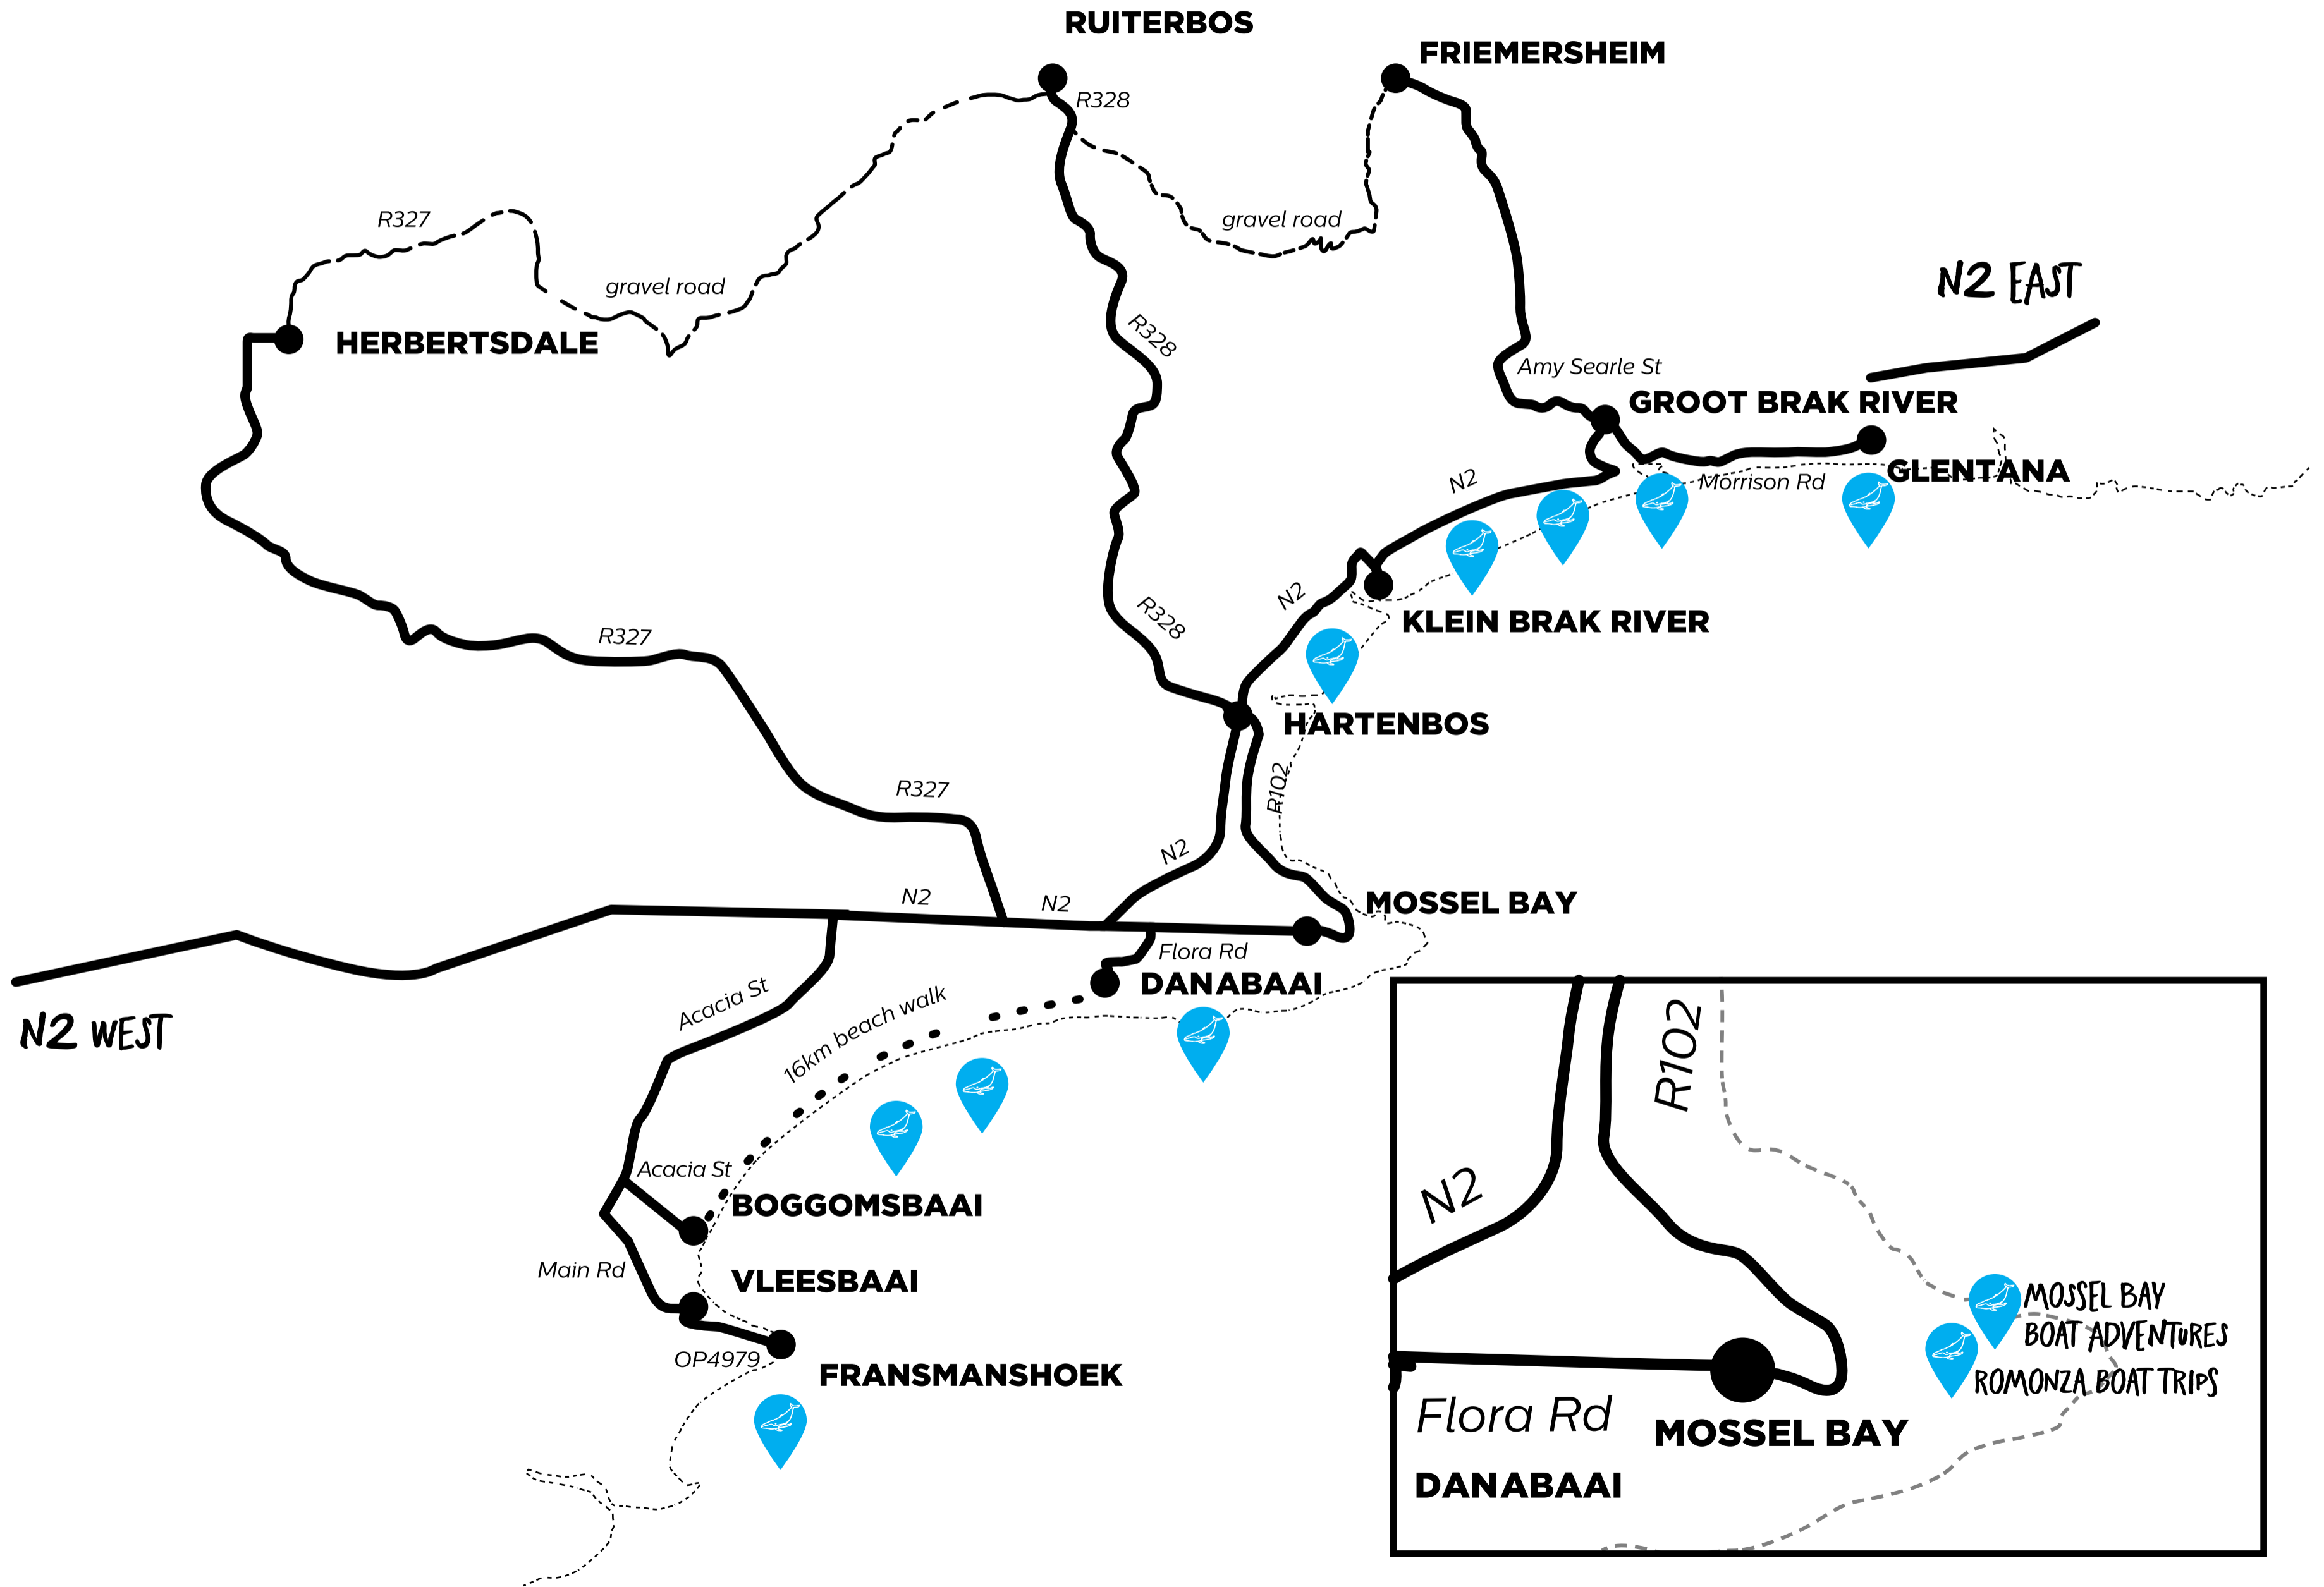 RUITERBOS
FRIEMERSHEIM
R328
R327
gravel road
gravel road
N2 EAST
HERBERTSDALE
R328
Amy Searle St
GROOT BRAK RIVER
GLENTANA
Morrison Rd
N2
N2
R328
KLEIN BRAK RIVER
R327
HARTENBOS
R102
R327
N2
N2
N2
MOSSEL BAY
Flora Rd
DANABAAI
Acacia St
16km beach walk
N2 WEST
Acacia St
BOGGOMSBAAI
Main Rd
VLEESBAAI
OP4979
FRANSMANSHOEK
R102
N2
MOSSEL BAY
BOAT ADVENTURES
ROMONZA BOAT TRIPS
Flora Rd
MOSSEL BAY
DANABAAI